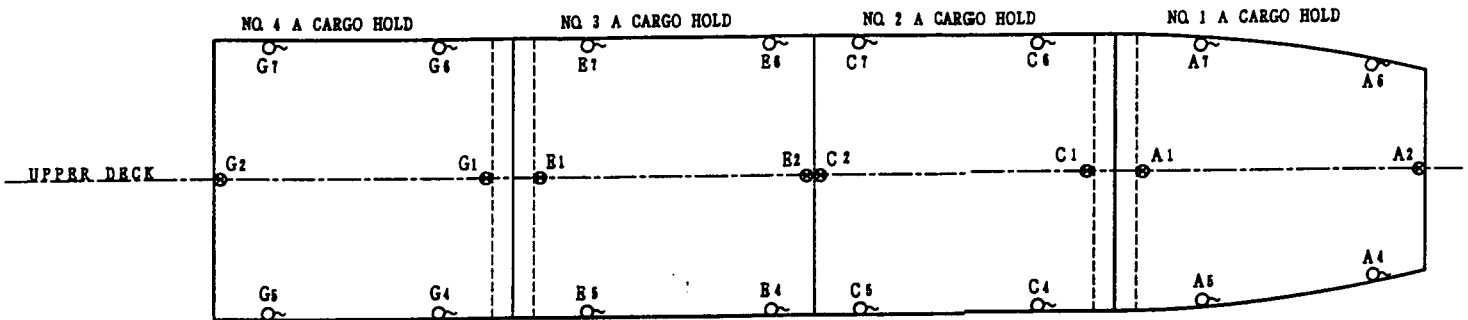 NO. 4 A CARGO HOLD NO. 3 A CARGO HOLD NO. 2 A CARGO HOLD NO. 1 A CARGO HOLD
G7 G6 E7 E6 C7 C6 A7 A6
UPPER DECK G2 G1 E1 E2 C2 C1 A1 A2
G5 G4 E5 E4 C5 C4 A5 A4